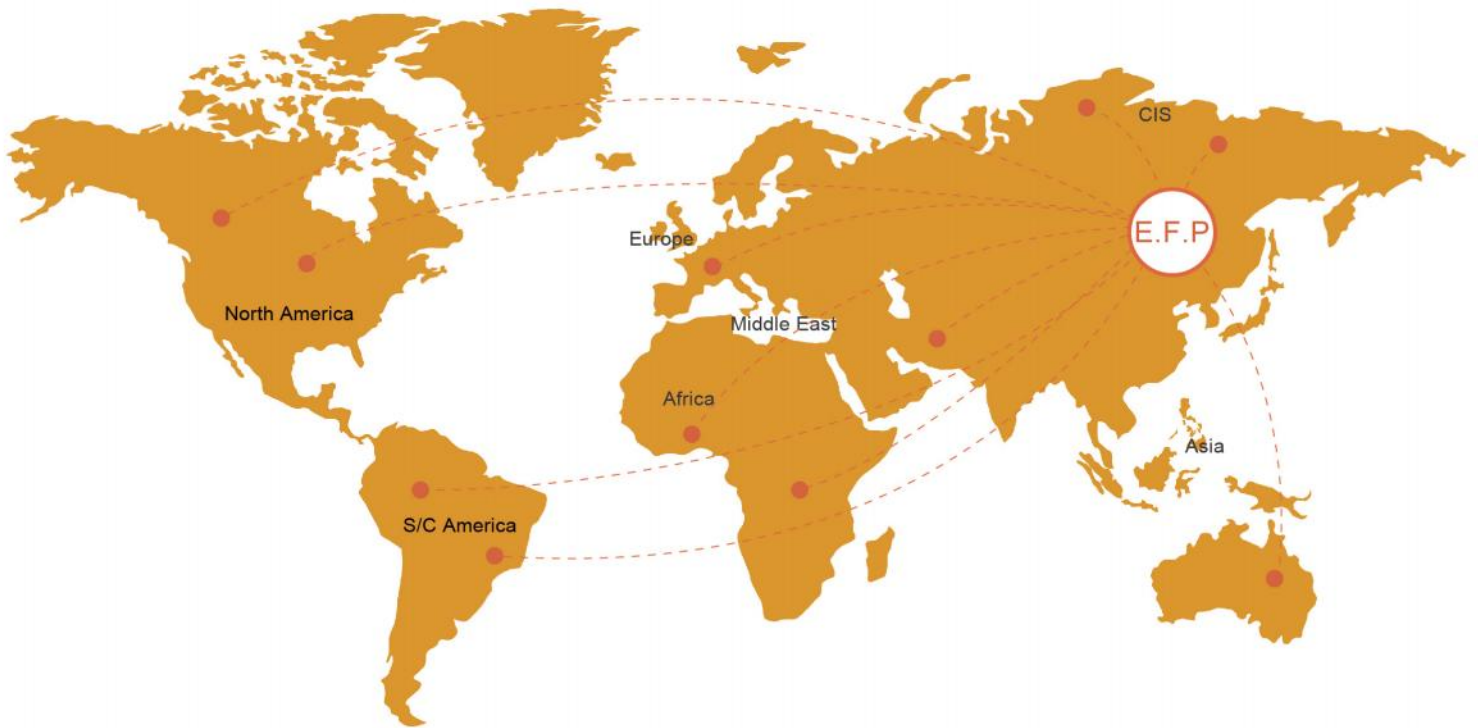 CIS
E.F.P
Europe
North America
Middle East
Africa
Asia
S/C America